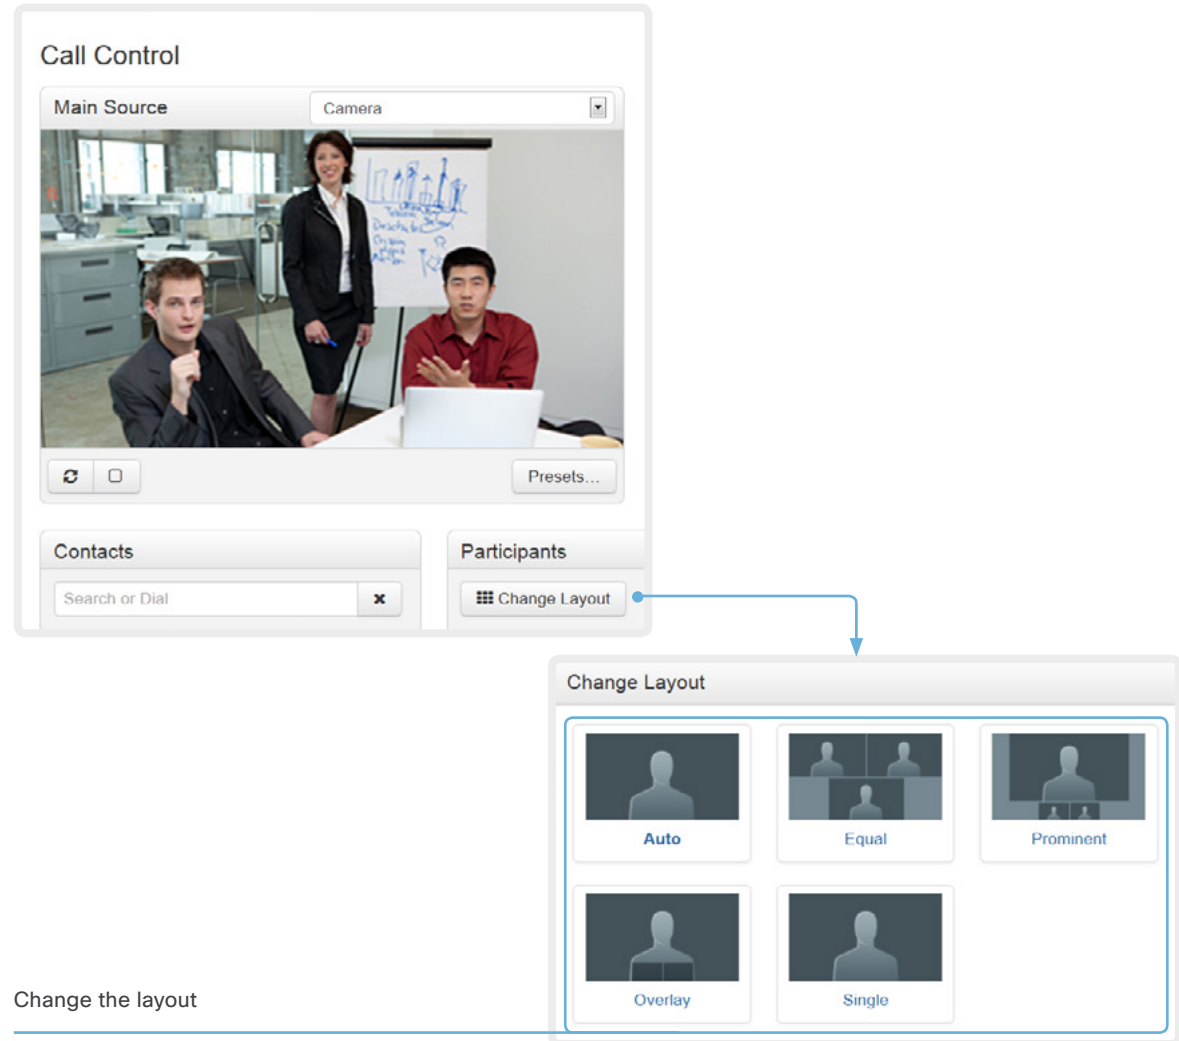 Call Control
Main Source
Camera
Presets...
Contacts
Participants
Search or Dial
Change Layout
Change Layout
Auto
Equal
Prominent
Overlay
Single
Change the layout